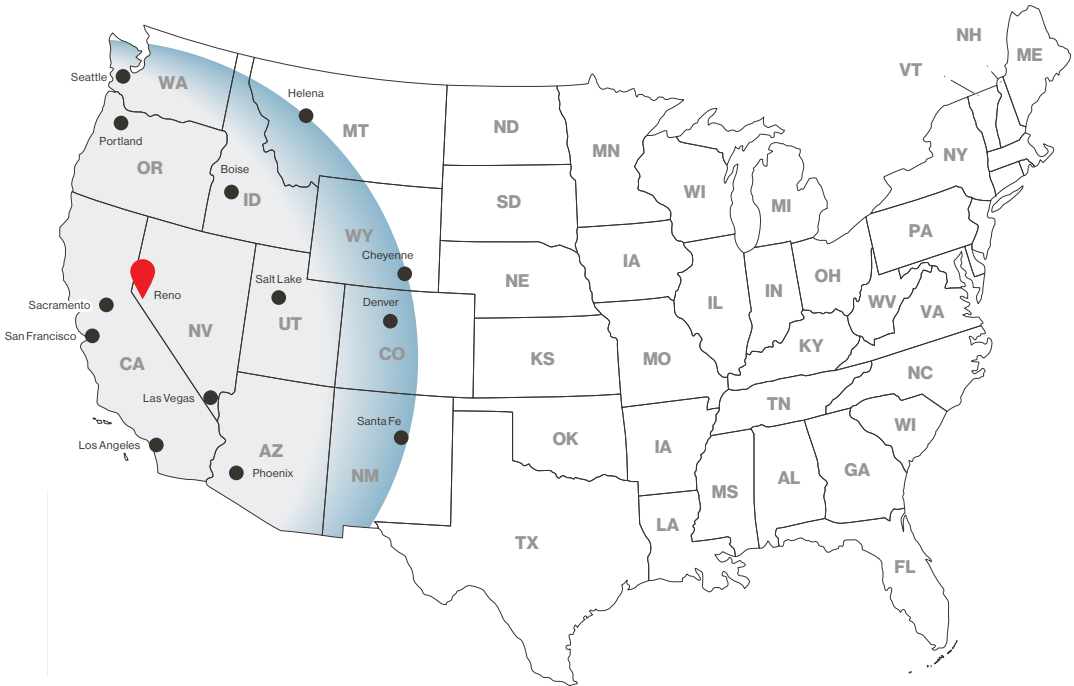 NH
ME
VT
Seattle
WA
Helena
MT
ND
MN
Portland
OR
Boise
ID
SD
WI
MI
NY
WY
Cheyenne
PA
IA
NE
OH
IN
IL
WV
VA
Reno
Salt Lake
Denver
Sacramento
San Francisco
NV
UT
CO
CA
KS
MO
KY
NC
Las Vegas
TN
Los Angeles
Santa Fe
WI
AZ
Phoenix
NM
OK
IA
MS
AL
GA
LA
TX
FL